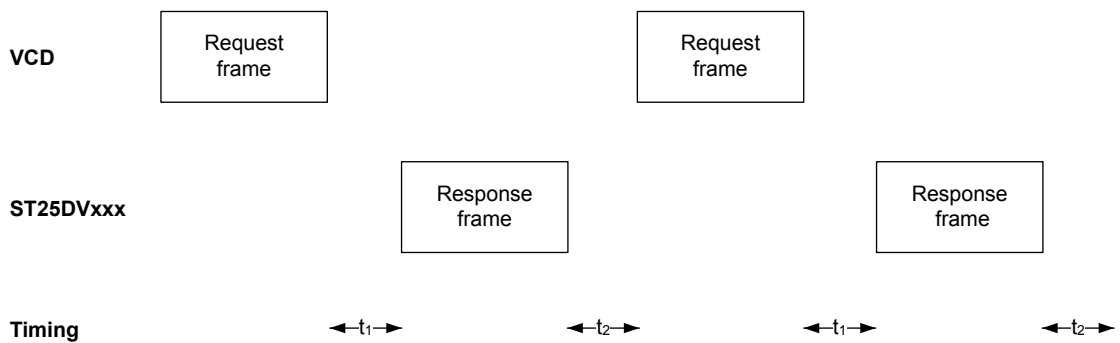 VCD
Request
frame
Request
frame
ST25DVxxx
Response
frame
Response
frame
Timing
t₁
t₂
t₁
t₂